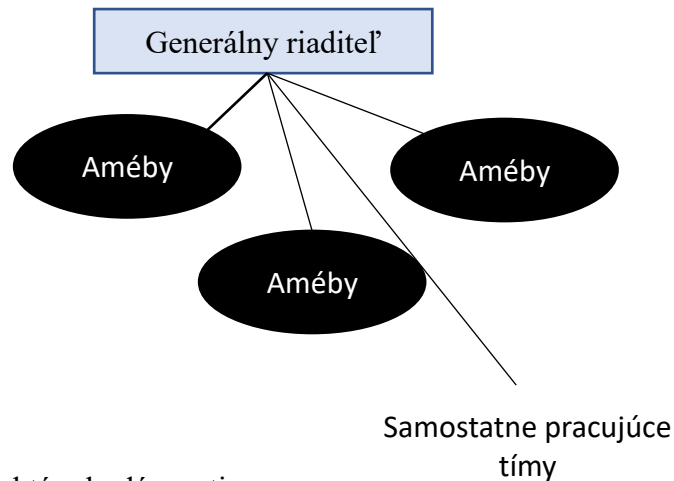 Generálny riaditeľ
Améby
Améby
Améby
Samostatne pracujúce
tímy